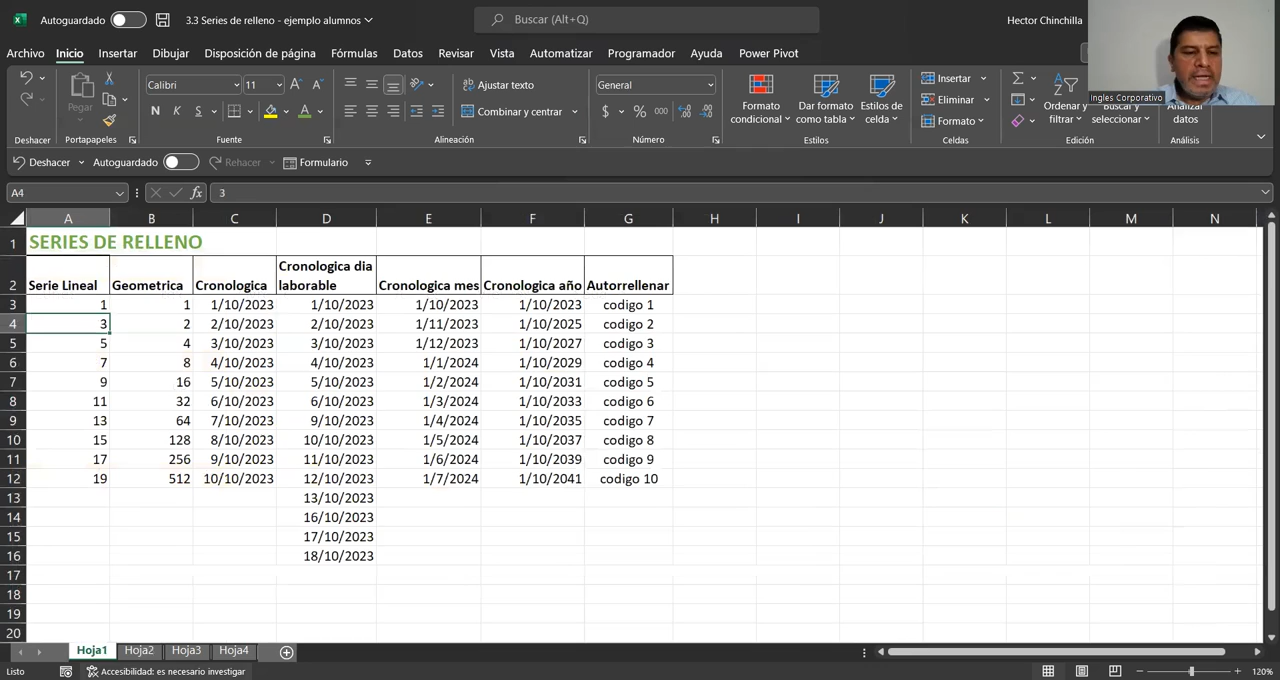 Autoguardado 3.3 Series de relleno - ejemplo alumnos Buscar (Alt+Q) Hector Chinchilla
Archivo Inicio Insertar Dibujar Disposición de página Fórmulas Datos Revisar Vista Automatizar Programador Ayuda Power Pivot
Pegar
Calibri 11
N K S
Ajustar texto
Combinar y centrar
General
$ % 000
Formato condicional
Dar formato como tabla
Estilos de celda
Insertar
Eliminar
Formato
Ordenar y filtrar
Buscar y seleccionar
Analizar datos
Ingles Corporativo
Deshacer Portapapeles Fuente Alineación Número Estilos Celdas Edición Análisis
Deshacer Autoguardado Rehacer Formulario
A4 fx 3
A B C D E F G H I J K L M N
1 SERIES DE RELLENO
2 Serie Lineal Geometrica Cronologica Cronologica dia laborable Cronologica mes Cronologica año Autorrellenar
3 1 1 1/10/2023 1/10/2023 1/10/2023 1/10/2023 codigo 1
4 3 2 2/10/2023 2/10/2023 1/11/2023 1/10/2025 codigo 2
5 5 4 3/10/2023 3/10/2023 1/12/2023 1/10/2027 codigo 3
6 7 8 4/10/2023 4/10/2023 1/1/2024 1/10/2029 codigo 4
7 9 16 5/10/2023 5/10/2023 1/2/2024 1/10/2031 codigo 5
8 11 32 6/10/2023 6/10/2023 1/3/2024 1/10/2033 codigo 6
9 13 64 7/10/2023 9/10/2023 1/4/2024 1/10/2035 codigo 7
10 15 128 8/10/2023 10/10/2023 1/5/2024 1/10/2037 codigo 8
11 17 256 9/10/2023 11/10/2023 1/6/2024 1/10/2039 codigo 9
12 19 512 10/10/2023 12/10/2023 1/7/2024 1/10/2041 codigo 10
13 13/10/2023
14 16/10/2023
15 17/10/2023
16 18/10/2023
17
18
19
20
Hoja1 Hoja2 Hoja3 Hoja4
Listo Accesibilidad: es necesario investigar 120%